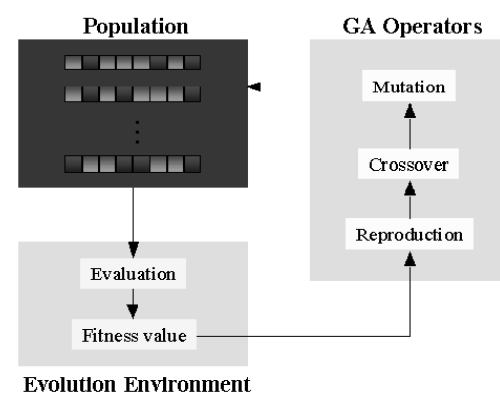 Population
GA Operators
Mutation
Crossover
Reproduction
Evaluation
Fitness value
Evolution Environment